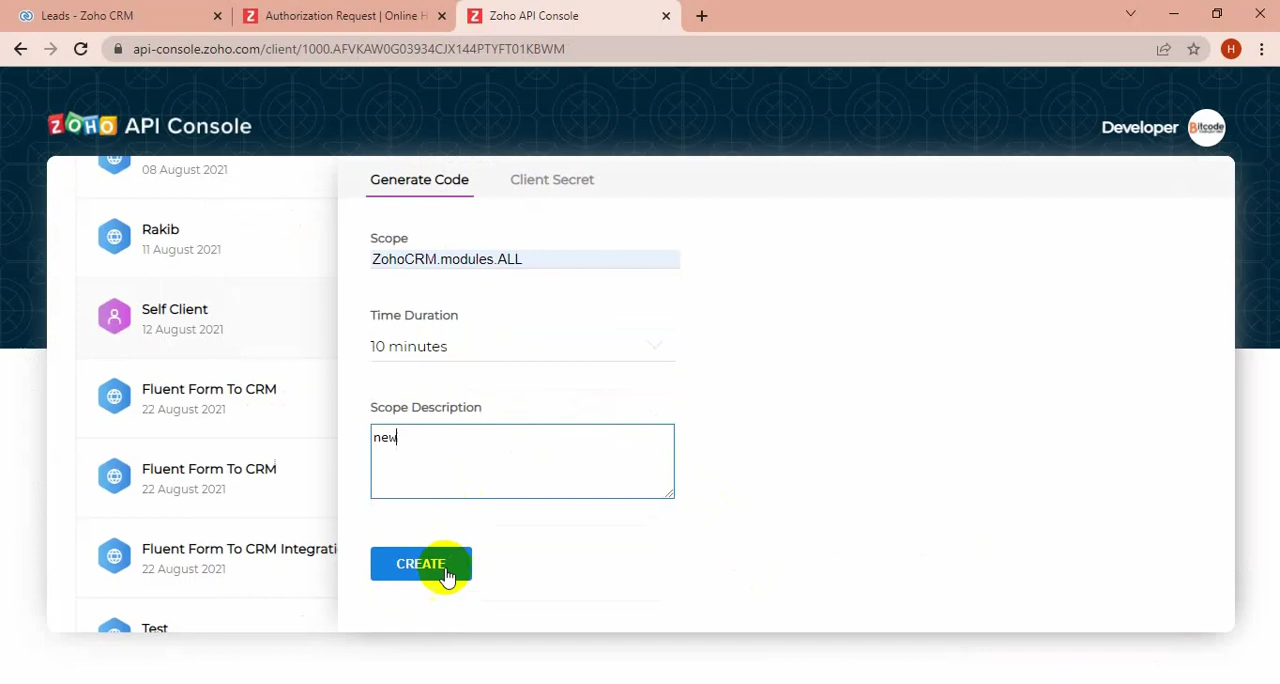 Leads - Zoho CRM
Authorization Request | Online H
Zoho API Console
api-console.zoho.com/client/1000.AFVKAW0G03934CJX144PTYFT01KBWM
H
ZOHO API Console
Developer
Bitcode
08 August 2021
Rakib
11 August 2021
Self Client
12 August 2021
Fluent Form To CRM
22 August 2021
Fluent Form To CRM
22 August 2021
Fluent Form To CRM Integrati
22 August 2021
Test
Generate Code
Client Secret
Scope
ZohoCRM.modules.ALL
Time Duration
10 minutes
Scope Description
new
CREATE